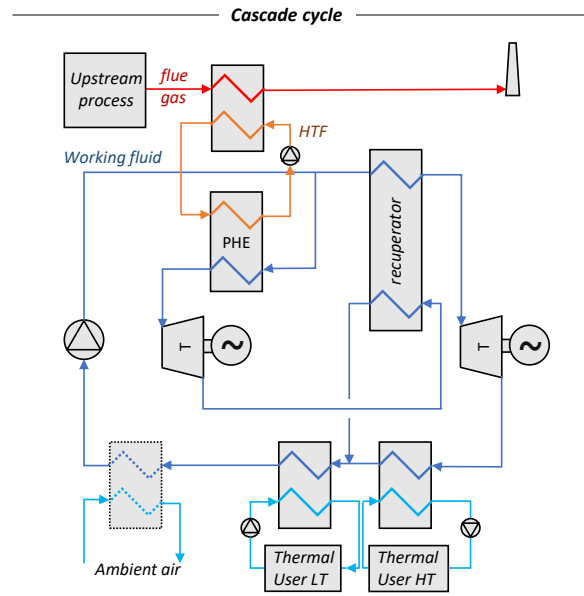 Cascade cycle
Upstream
process
flue
gas
HTF
Working fluid
PHE
recuperator
T
~
T
~
Ambient air
Thermal
User LT
Thermal
User HT